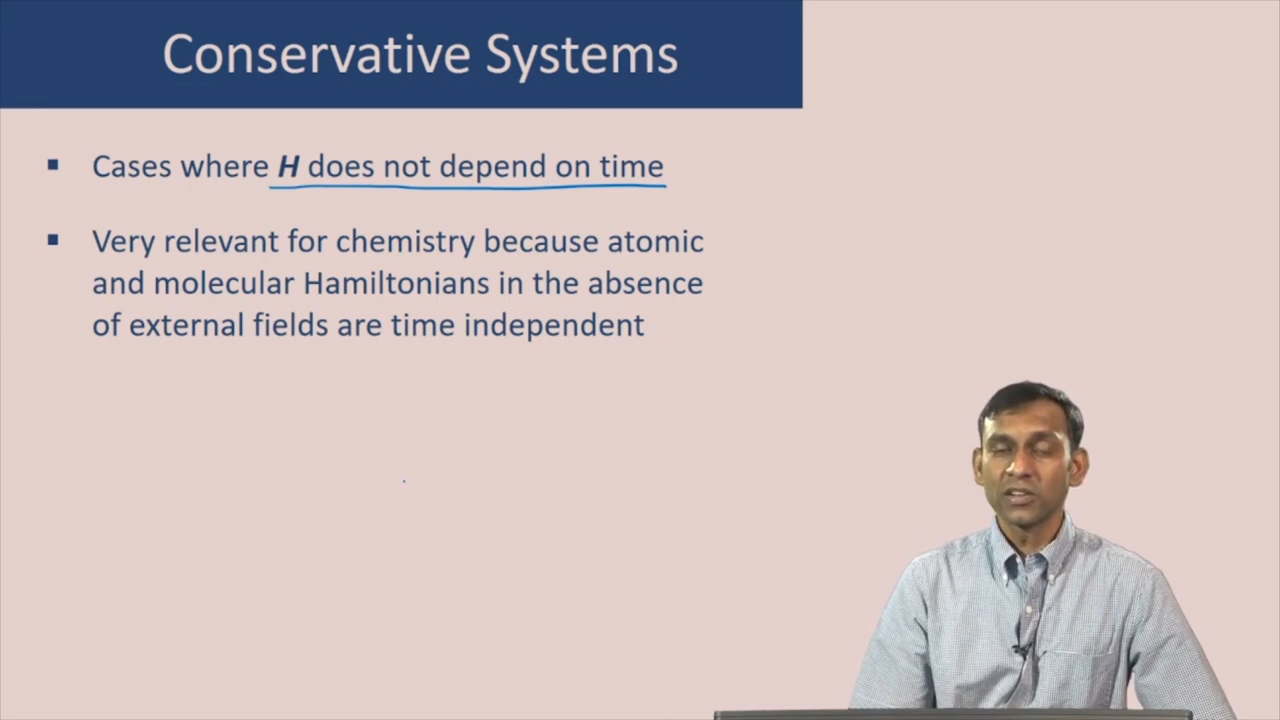 Conservative Systems
▪ Cases where H does not depend on time
▪ Very relevant for chemistry because atomic
and molecular Hamiltonians in the absence
of external fields are time independent